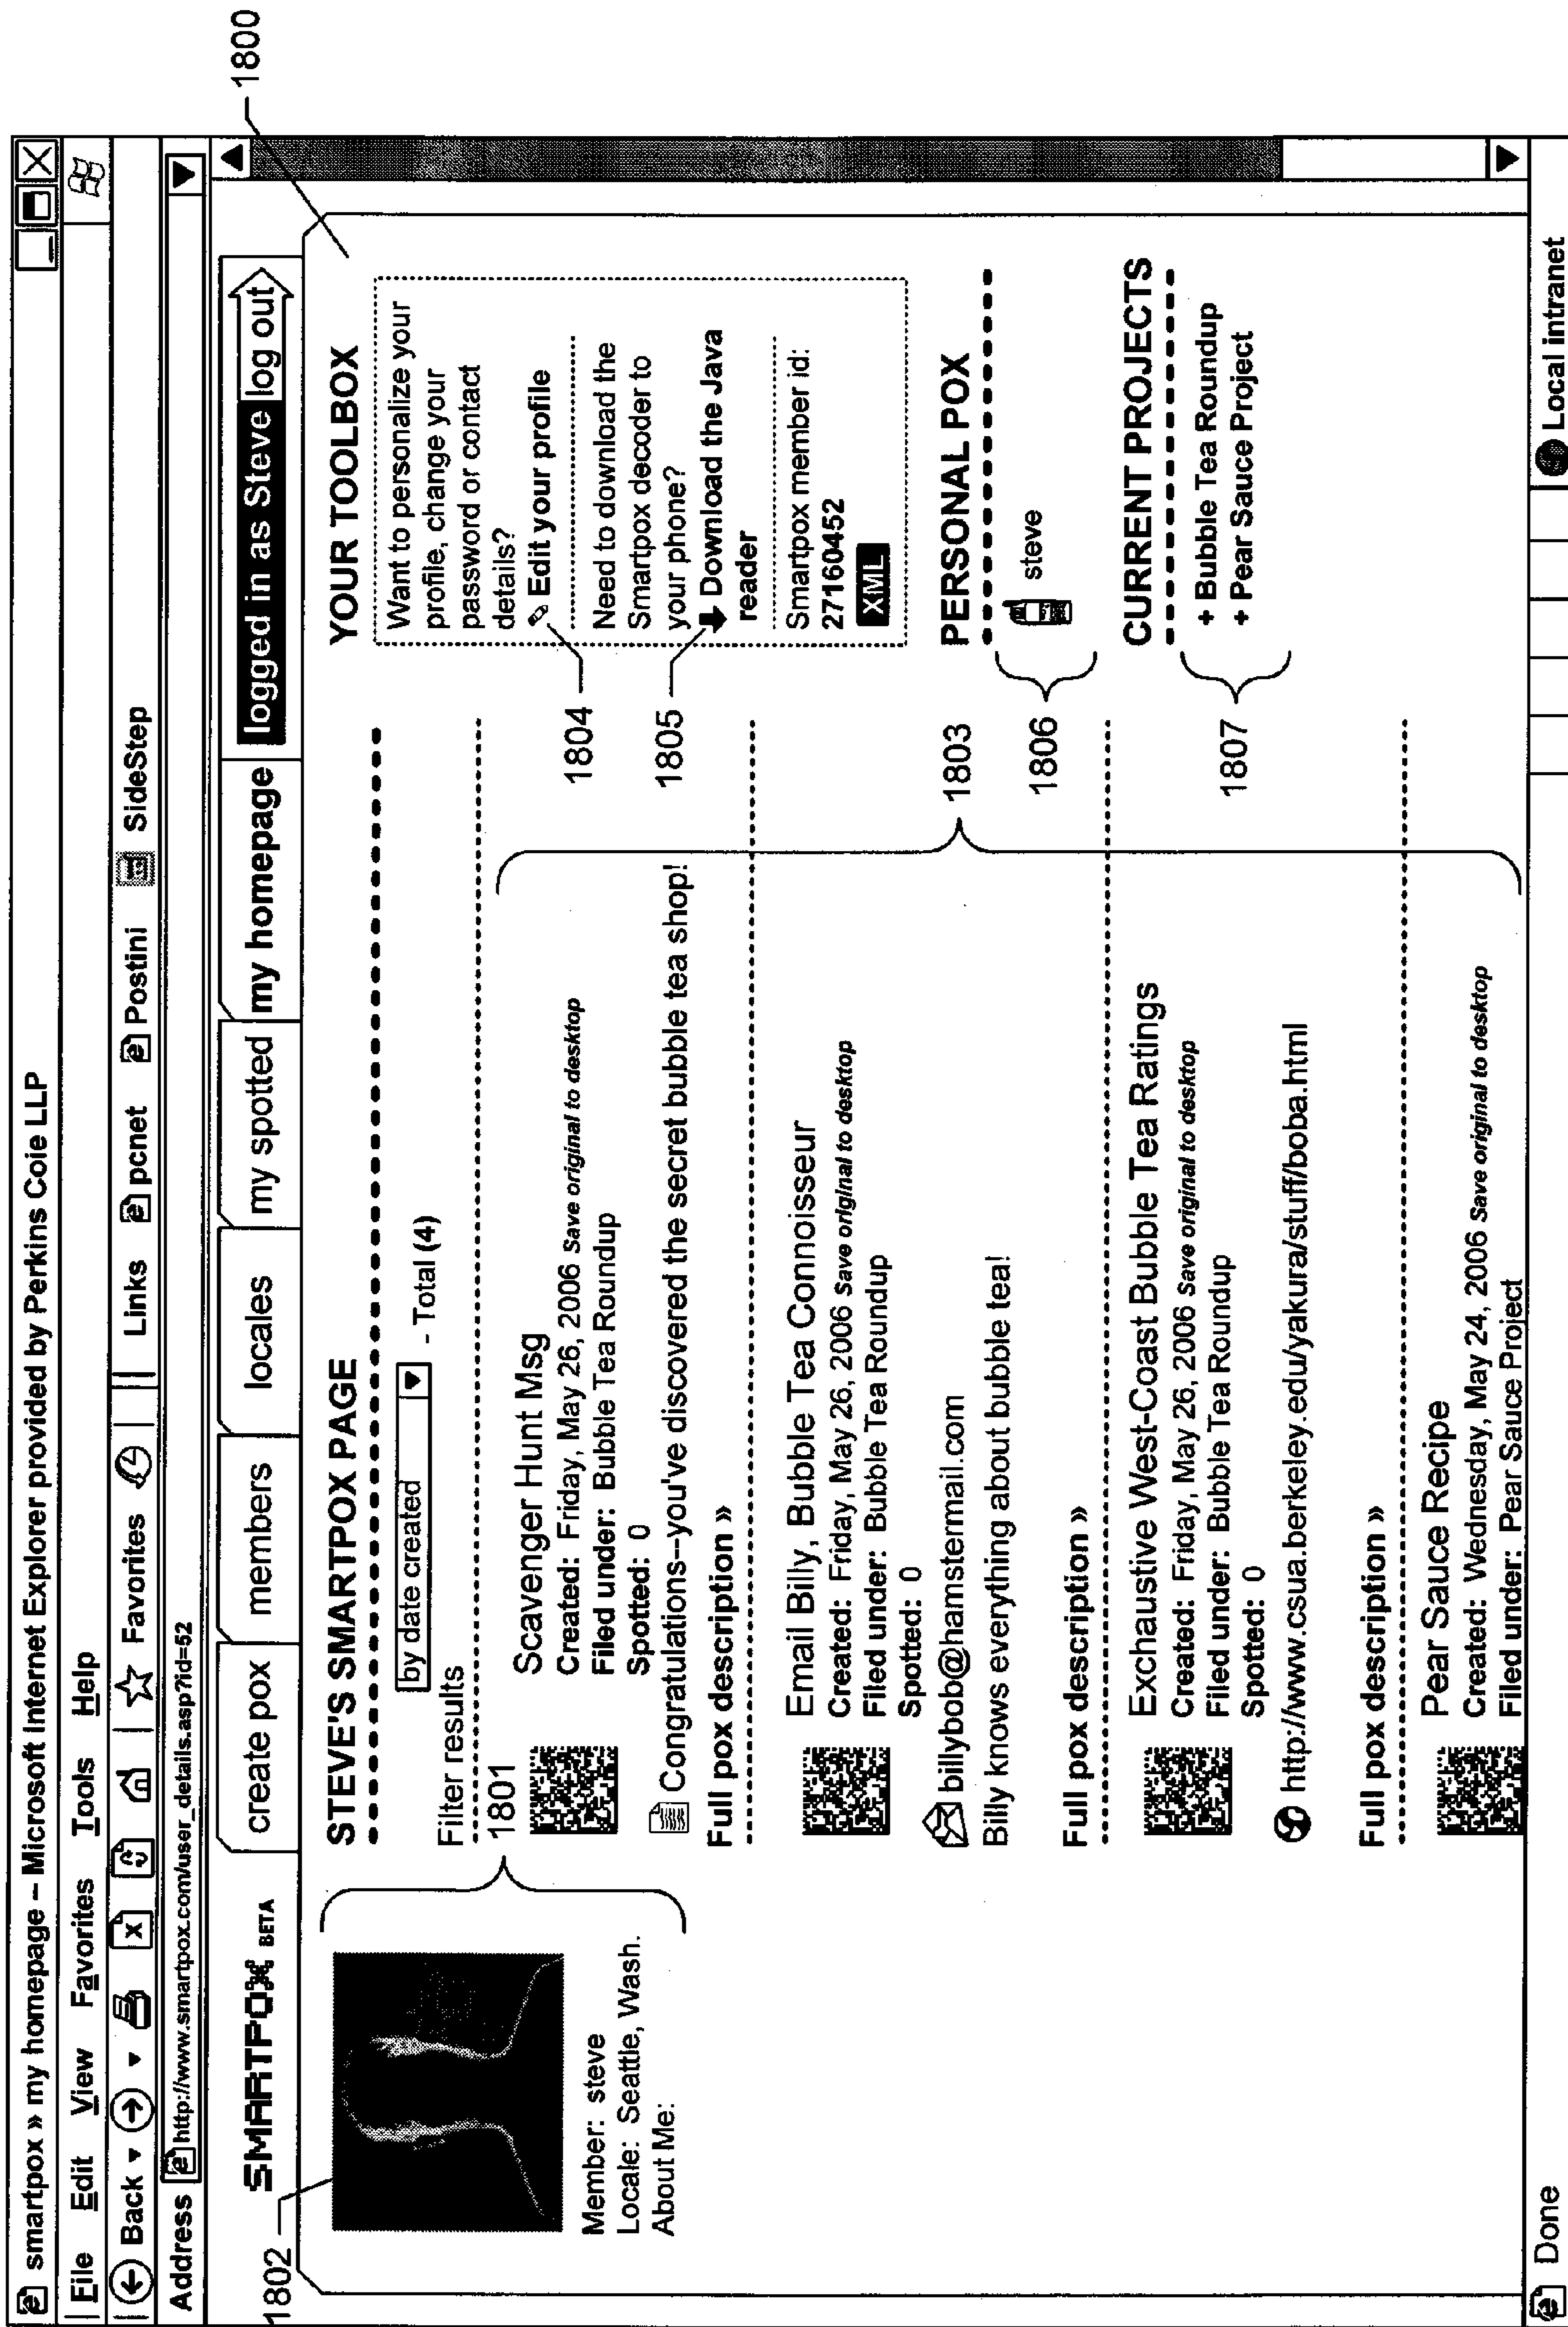 smartpox » my homepage – Microsoft Internet Explorer provided by Perkins Coie LLP
File Edit View Favorites Tools Help
Back Favorites Links pcnet Postini SideStep
Address http://www.smartpox.com/user_details.asp?id=52
SMARTPOX BETA
create pox
members
locales
my spotted
my homepage
logged in as Steve log out
1800
1802
Member: steve
Locale: Seattle, Wash.
About Me:
1801
STEVE'S SMARTPOX PAGE
Filter results by date created - Total (4)
Scavenger Hunt Msg
Created: Friday, May 26, 2006 Save original to desktop
Filed under: Bubble Tea Roundup
Spotted: 0
Congratulations--you've discovered the secret bubble tea shop!
Full pox description »
Email Billy, Bubble Tea Connoisseur
Created: Friday, May 26, 2006 Save original to desktop
Filed under: Bubble Tea Roundup
Spotted: 0
billybob@hamstermail.com
Billy knows everything about bubble tea!
Full pox description »
Exchaustive West-Coast Bubble Tea Ratings
Created: Friday, May 26, 2006 Save original to desktop
Filed under: Bubble Tea Roundup
Spotted: 0
http://www.csua.berkeley.edu/yakura/stuff/boba.html
Full pox description »
Pear Sauce Recipe
Created: Wednesday, May 24, 2006 Save original to desktop
Filed under: Pear Sauce Project
1803
YOUR TOOLBOX
Want to personalize your
profile, change your
password or contact
details?
Edit your profile
1804
Need to download the
Smartpox decoder to
your phone?
Download the Java
reader
1805
Smartpox member id:
27160452
XML
PERSONAL POX
steve
1806
CURRENT PROJECTS
+ Bubble Tea Roundup
+ Pear Sauce Project
1807
Done
Local intranet